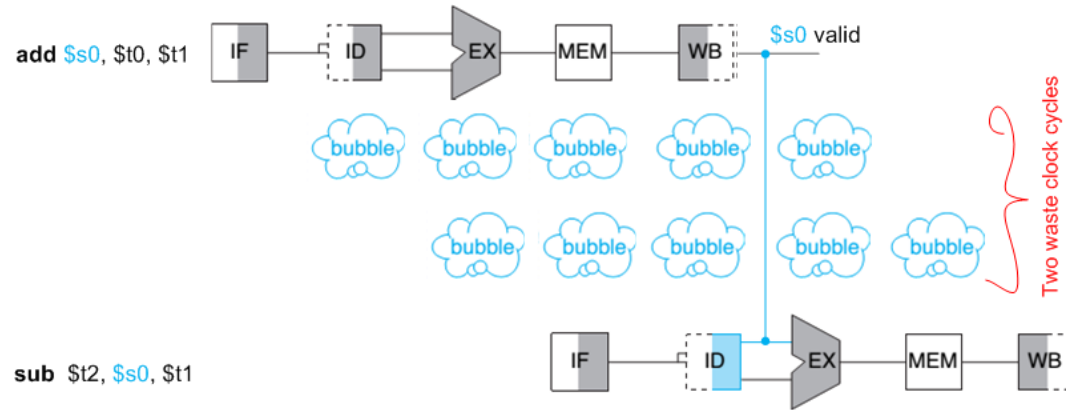 $s0 valid
add $s0, $t0, $t1
IF ID EX MEM WB
bubble bubble bubble bubble bubble
bubble bubble bubble bubble bubble
Two waste clock cycles
IF ID EX MEM WB
sub $t2, $s0, $t1